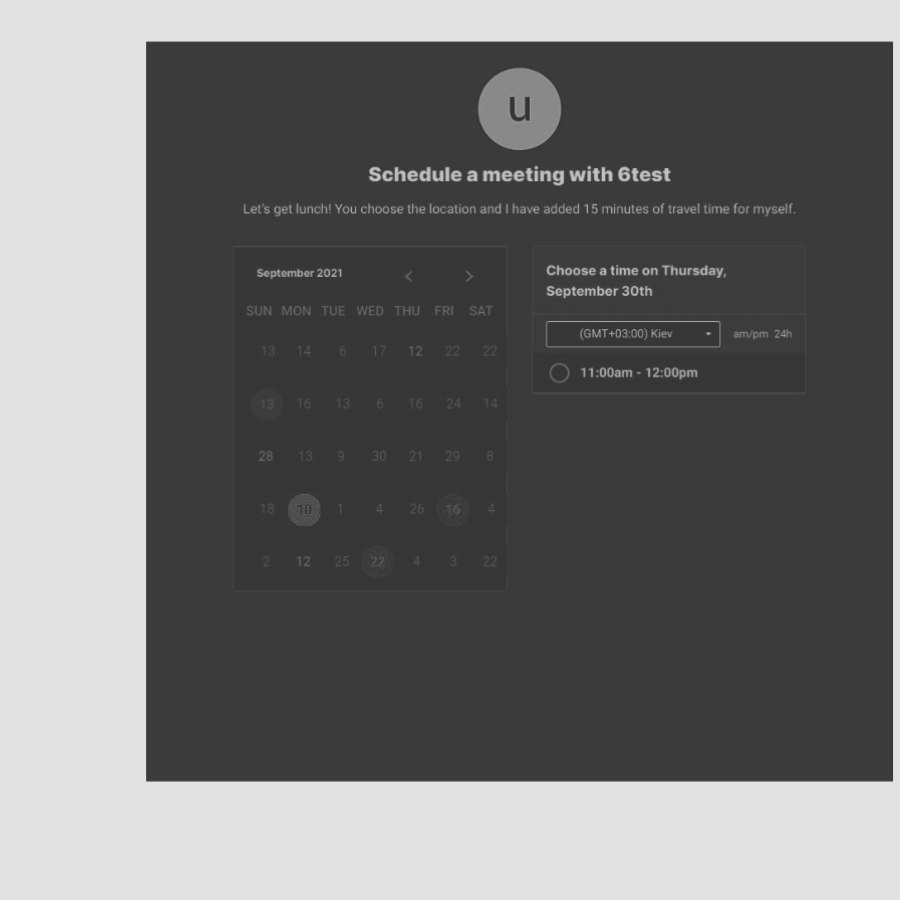 u
Schedule a meeting with 6test
Let's get lunch! You choose the location and I have added 15 minutes of travel time for myself.
September 2021
SUN MON TUE WED THU FRI SAT
13 14 6 17 12 22 22
13 16 13 6 16 24 14
28 13 9 30 21 29 8
18 10 1 4 26 16 4
2 12 25 22 4 3 22
Choose a time on Thursday,
September 30th
(GMT+03:00) Kiev am/pm 24h
11:00am - 12:00pm